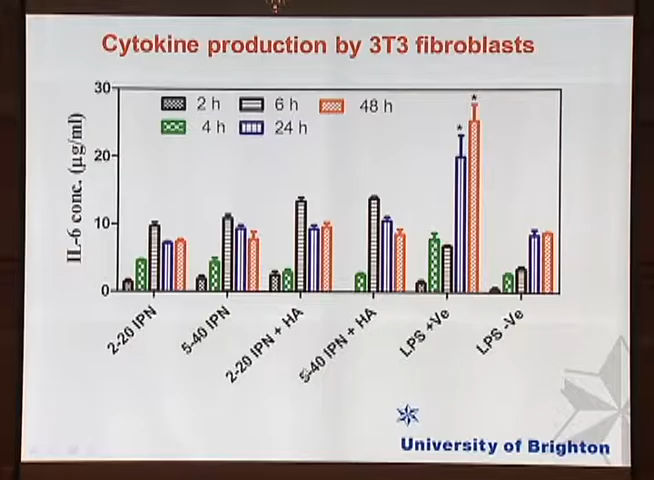 Cytokine production by 3T3 fibroblasts
IL-6 conc. (µg/ml)
30
20
10
0
2 h
6 h
48 h
4 h
24 h
*
*
2-20 IPN
5-40 IPN
2-20 IPN + HA
5-40 IPN + HA
LPS +Ve
LPS -Ve
University of Brighton